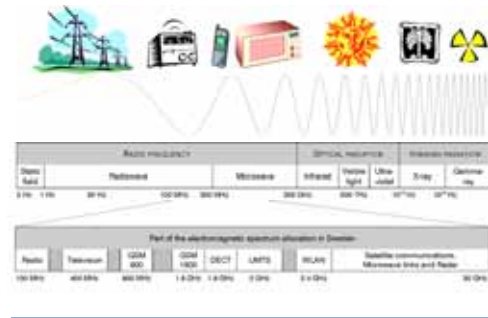 RADIO FREQUENCY OPTICAL RADIATION IONISING RADIATION
Static field Radiowave Microwave Infrared Visible light Ultra-violet X-ray Gamma-ray
0 Hz 1 Hz 50 Hz 100 MHz 300 MHz 300 GHz
Part of the electromagnetic spectrum allocation in Sweden
Radio Television GSM 900 GSM 1800 DECT UMTS WLAN Satellite communications, Microwave links and Radar
100 MHz 400 MHz 900 MHz 1.8 GHz 1.9 GHz 2 GHz 2.4 GHz 30 GHz